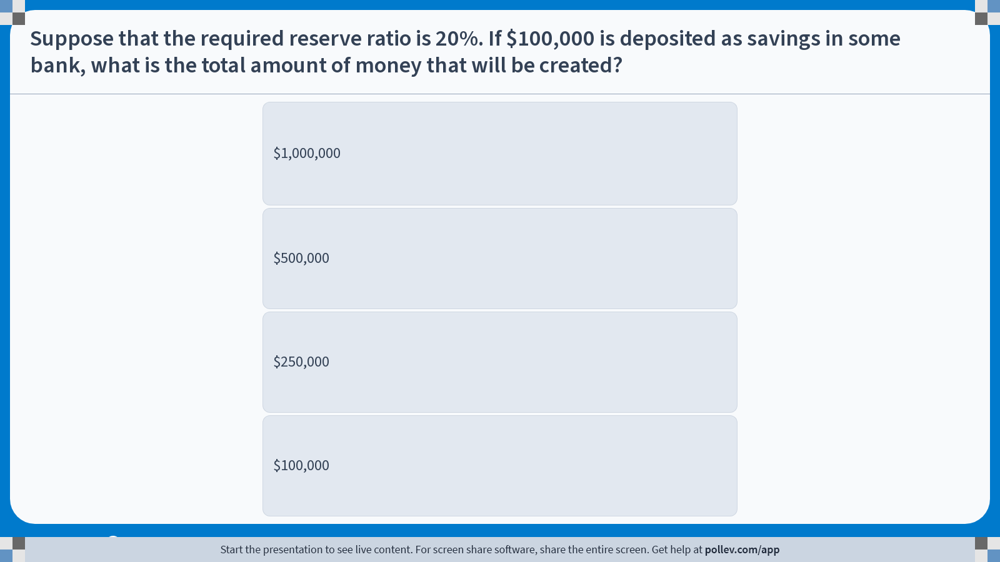 Suppose that the required reserve ratio is 20%. If $100,000 is deposited as savings in some
bank, what is the total amount of money that will be created?
$1,000,000
$500,000
$250,000
$100,000
Start the presentation to see live content. For screen share software, share the entire screen. Get help at pollev.com/app